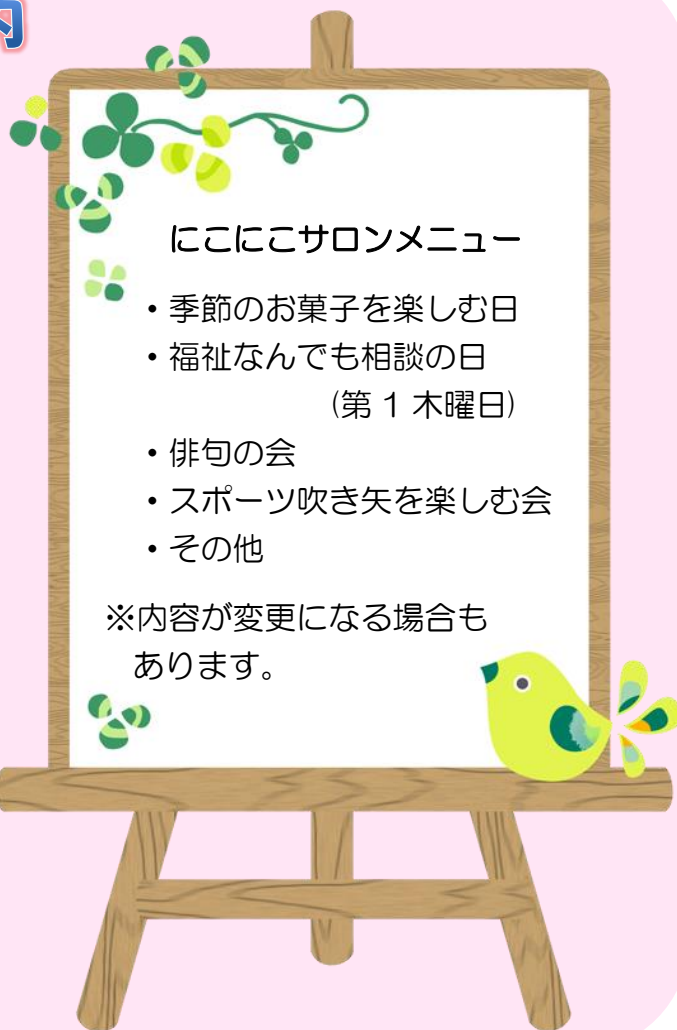 にこにこサロンメニュー
・季節のお菓子を楽しむ日
・福祉なんでも相談の日
(第1木曜日)
・俳句の会
・スポーツ吹き矢を楽しむ会
・その他
※内容が変更になる場合も
あります。